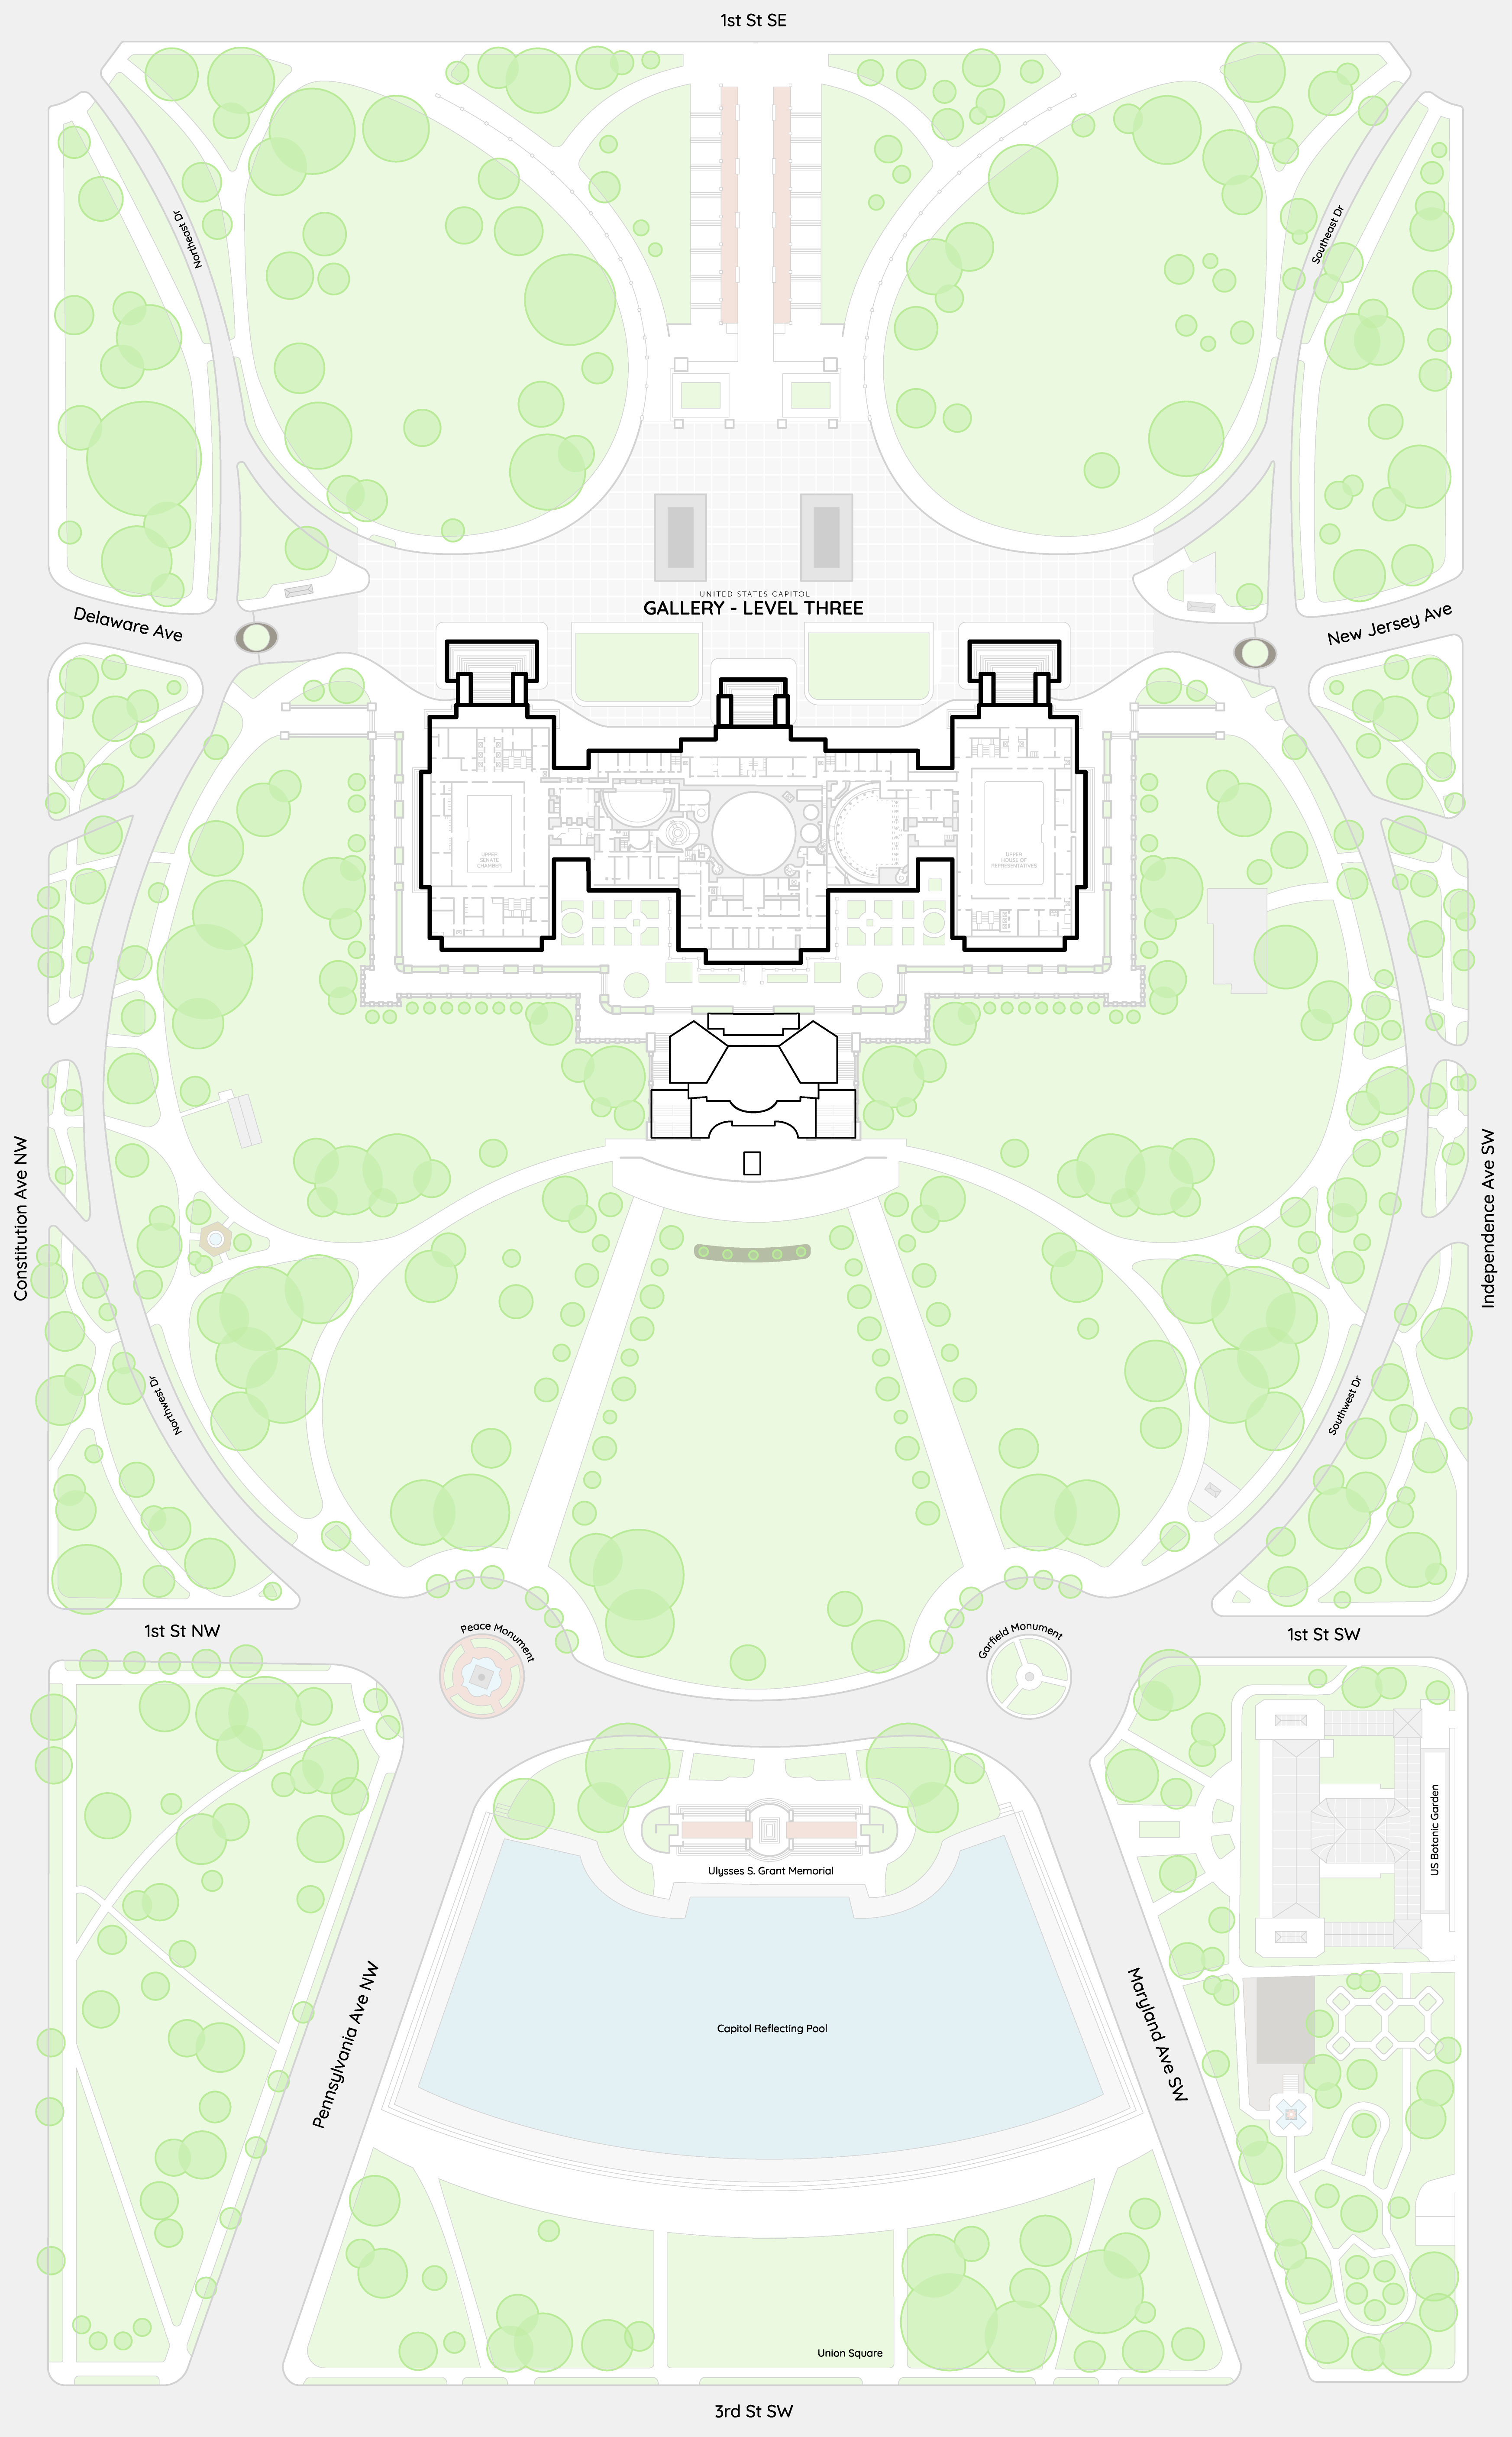 1st St SE
Northeast Dr
Southeast Dr
UNITED STATES CAPITOL
GALLERY - LEVEL THREE
Delaware Ave
New Jersey Ave
UPPER
SENATE
CHAMBER
UPPER
HOUSE OF
REPRESENTATIVES
Constitution Ave NW
Independence Ave SW
Northwest Dr
Southwest Dr
1st St NW
Peace Monument
Garfield Monument
1st St SW
US Botanic Garden
Ulysses S. Grant Memorial
Pennsylvania Ave NW
Capitol Reflecting Pool
Maryland Ave SW
Union Square
3rd St SW